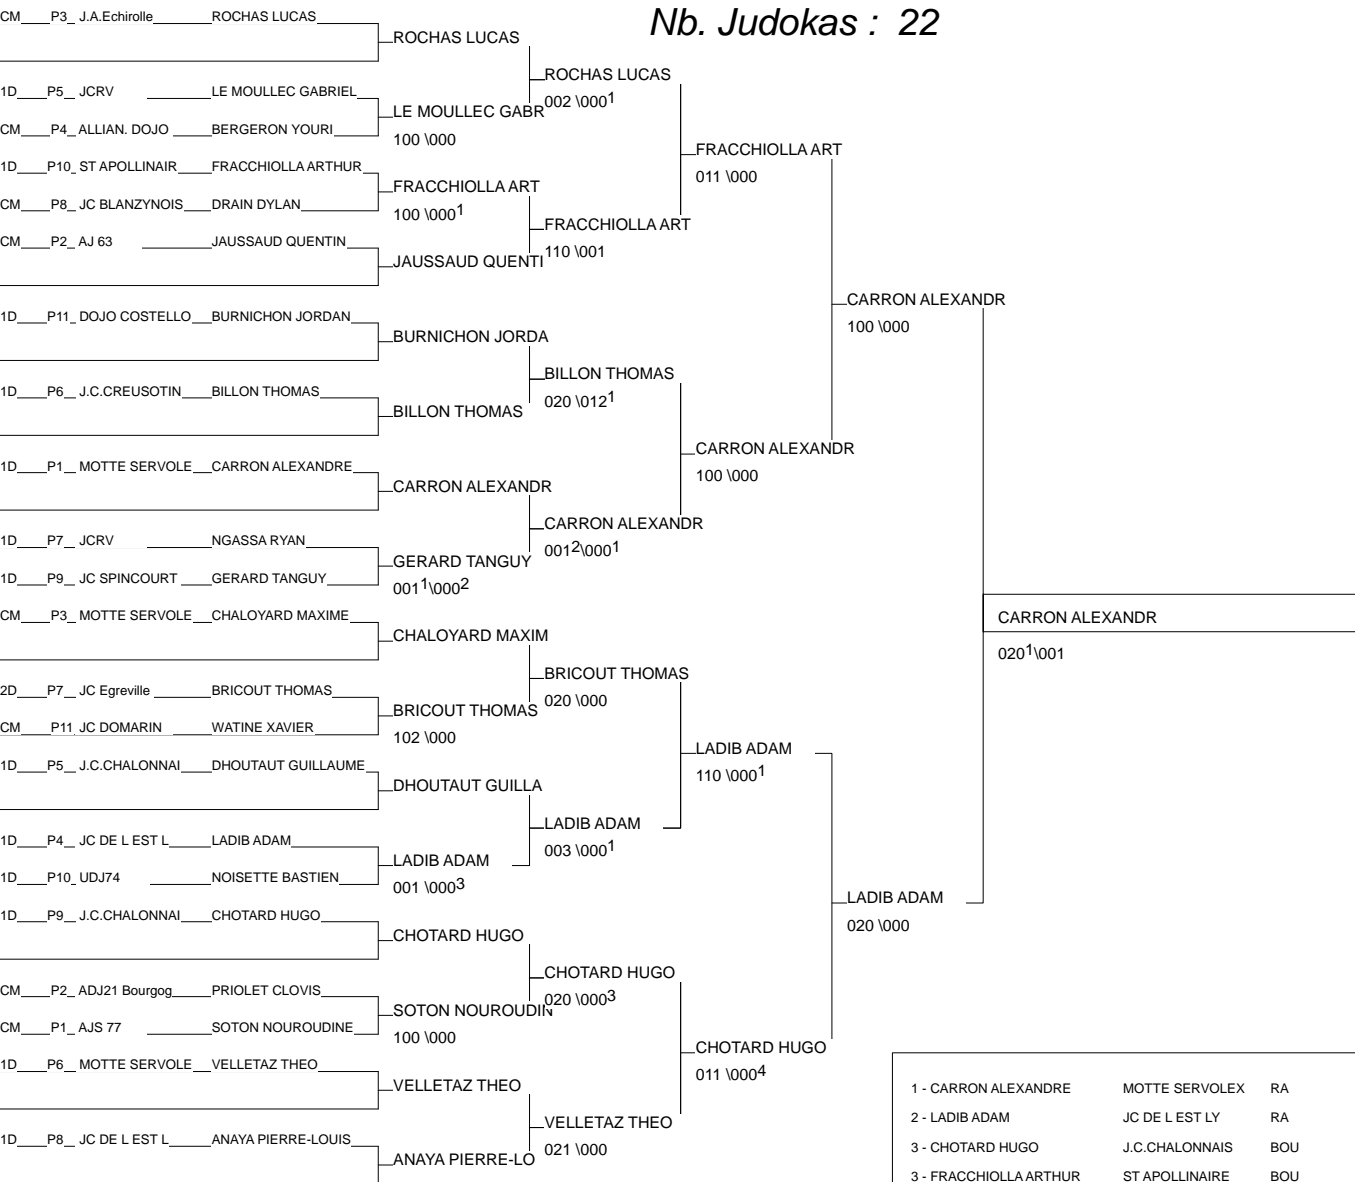 Nb. Judokas : 22
CM P3 J.A.Echirolle ROCHAS LUCAS
ROCHAS LUCAS
ROCHAS LUCAS
002 \000¹
1D P5 JCRV LE MOULLEC GABRIEL
LE MOULLEC GABR
100 \000
CM P4 ALLIAN. DOJO BERGERON YOURI
FRACCHIOLLA ART
011 \000
1D P10 ST APOLLINAIR FRACCHIOLLA ARTHUR
FRACCHIOLLA ART
100 \000¹
CM P8 JC BLANZYNOIS DRAIN DYLAN
FRACCHIOLLA ART
110 \001
CM P2 AJ 63 JAUSSAUD QUENTIN
JAUSSAUD QUENTI
CARRON ALEXANDR
100 \000
1D P11 DOJO COSTELLO BURNICHON JORDAN
BURNICHON JORDA
BILLON THOMAS
020 \012¹
1D P6 J.C.CREUSOTIN BILLON THOMAS
BILLON THOMAS
CARRON ALEXANDR
100 \000
1D P1 MOTTE SERVOLE CARRON ALEXANDRE
CARRON ALEXANDR
CARRON ALEXANDR
001²\000¹
1D P7 JCRV NGASSA RYAN
GERARD TANGUY
001¹\000²
1D P9 JC SPINCOURT GERARD TANGUY
CARRON ALEXANDR
020¹\001
CM P3 MOTTE SERVOLE CHALOYARD MAXIME
CHALOYARD MAXIM
BRICOUT THOMAS
020 \000
2D P7 JC Egreville BRICOUT THOMAS
BRICOUT THOMAS
102 \000
CM P11 JC DOMARIN WATINE XAVIER
LADIB ADAM
110 \000¹
1D P5 J.C.CHALONNAI DHOUTAUT GUILLAUME
DHOUTAUT GUILLA
LADIB ADAM
003 \000¹
1D P4 JC DE L EST L LADIB ADAM
LADIB ADAM
001 \000³
1D P10 UDJ74 NOISETTE BASTIEN
LADIB ADAM
020 \000
1D P9 J.C.CHALONNAI CHOTARD HUGO
CHOTARD HUGO
CHOTARD HUGO
020 \000³
CM P2 ADJ21 Bourgog PRIOLET CLOVIS
SOTON NOUROUDIN
100 \000
CM P1 AJS 77 SOTON NOUROUDINE
CHOTARD HUGO
011 \000⁴
1D P6 MOTTE SERVOLE VELLETAZ THEO
VELLETAZ THEO
VELLETAZ THEO
021 \000
1D P8 JC DE L EST L ANAYA PIERRE-LOUIS
ANAYA PIERRE-LO
1 - CARRON ALEXANDRE MOTTE SERVOLEX RA
2 - LADIB ADAM JC DE L EST LY RA
3 - CHOTARD HUGO J.C.CHALONNAIS BOU
3 - FRACCHIOLLA ARTHUR ST APOLLINAIRE BOU